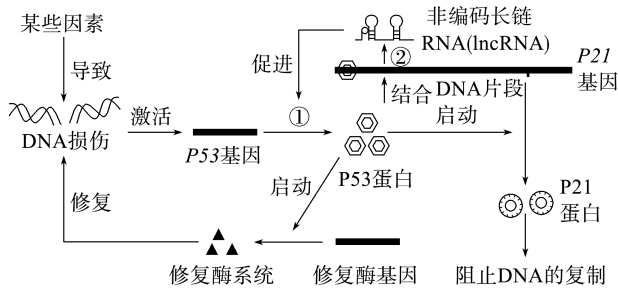 某些因素
导致
DNA损伤
激活
P53基因
①
促进
非编码长链
RNA(lncRNA)
②
P21
基因
结合
DNA片段
启动
P53蛋白
启动
修复
修复酶系统
修复酶基因
P21
蛋白
阻止DNA的复制